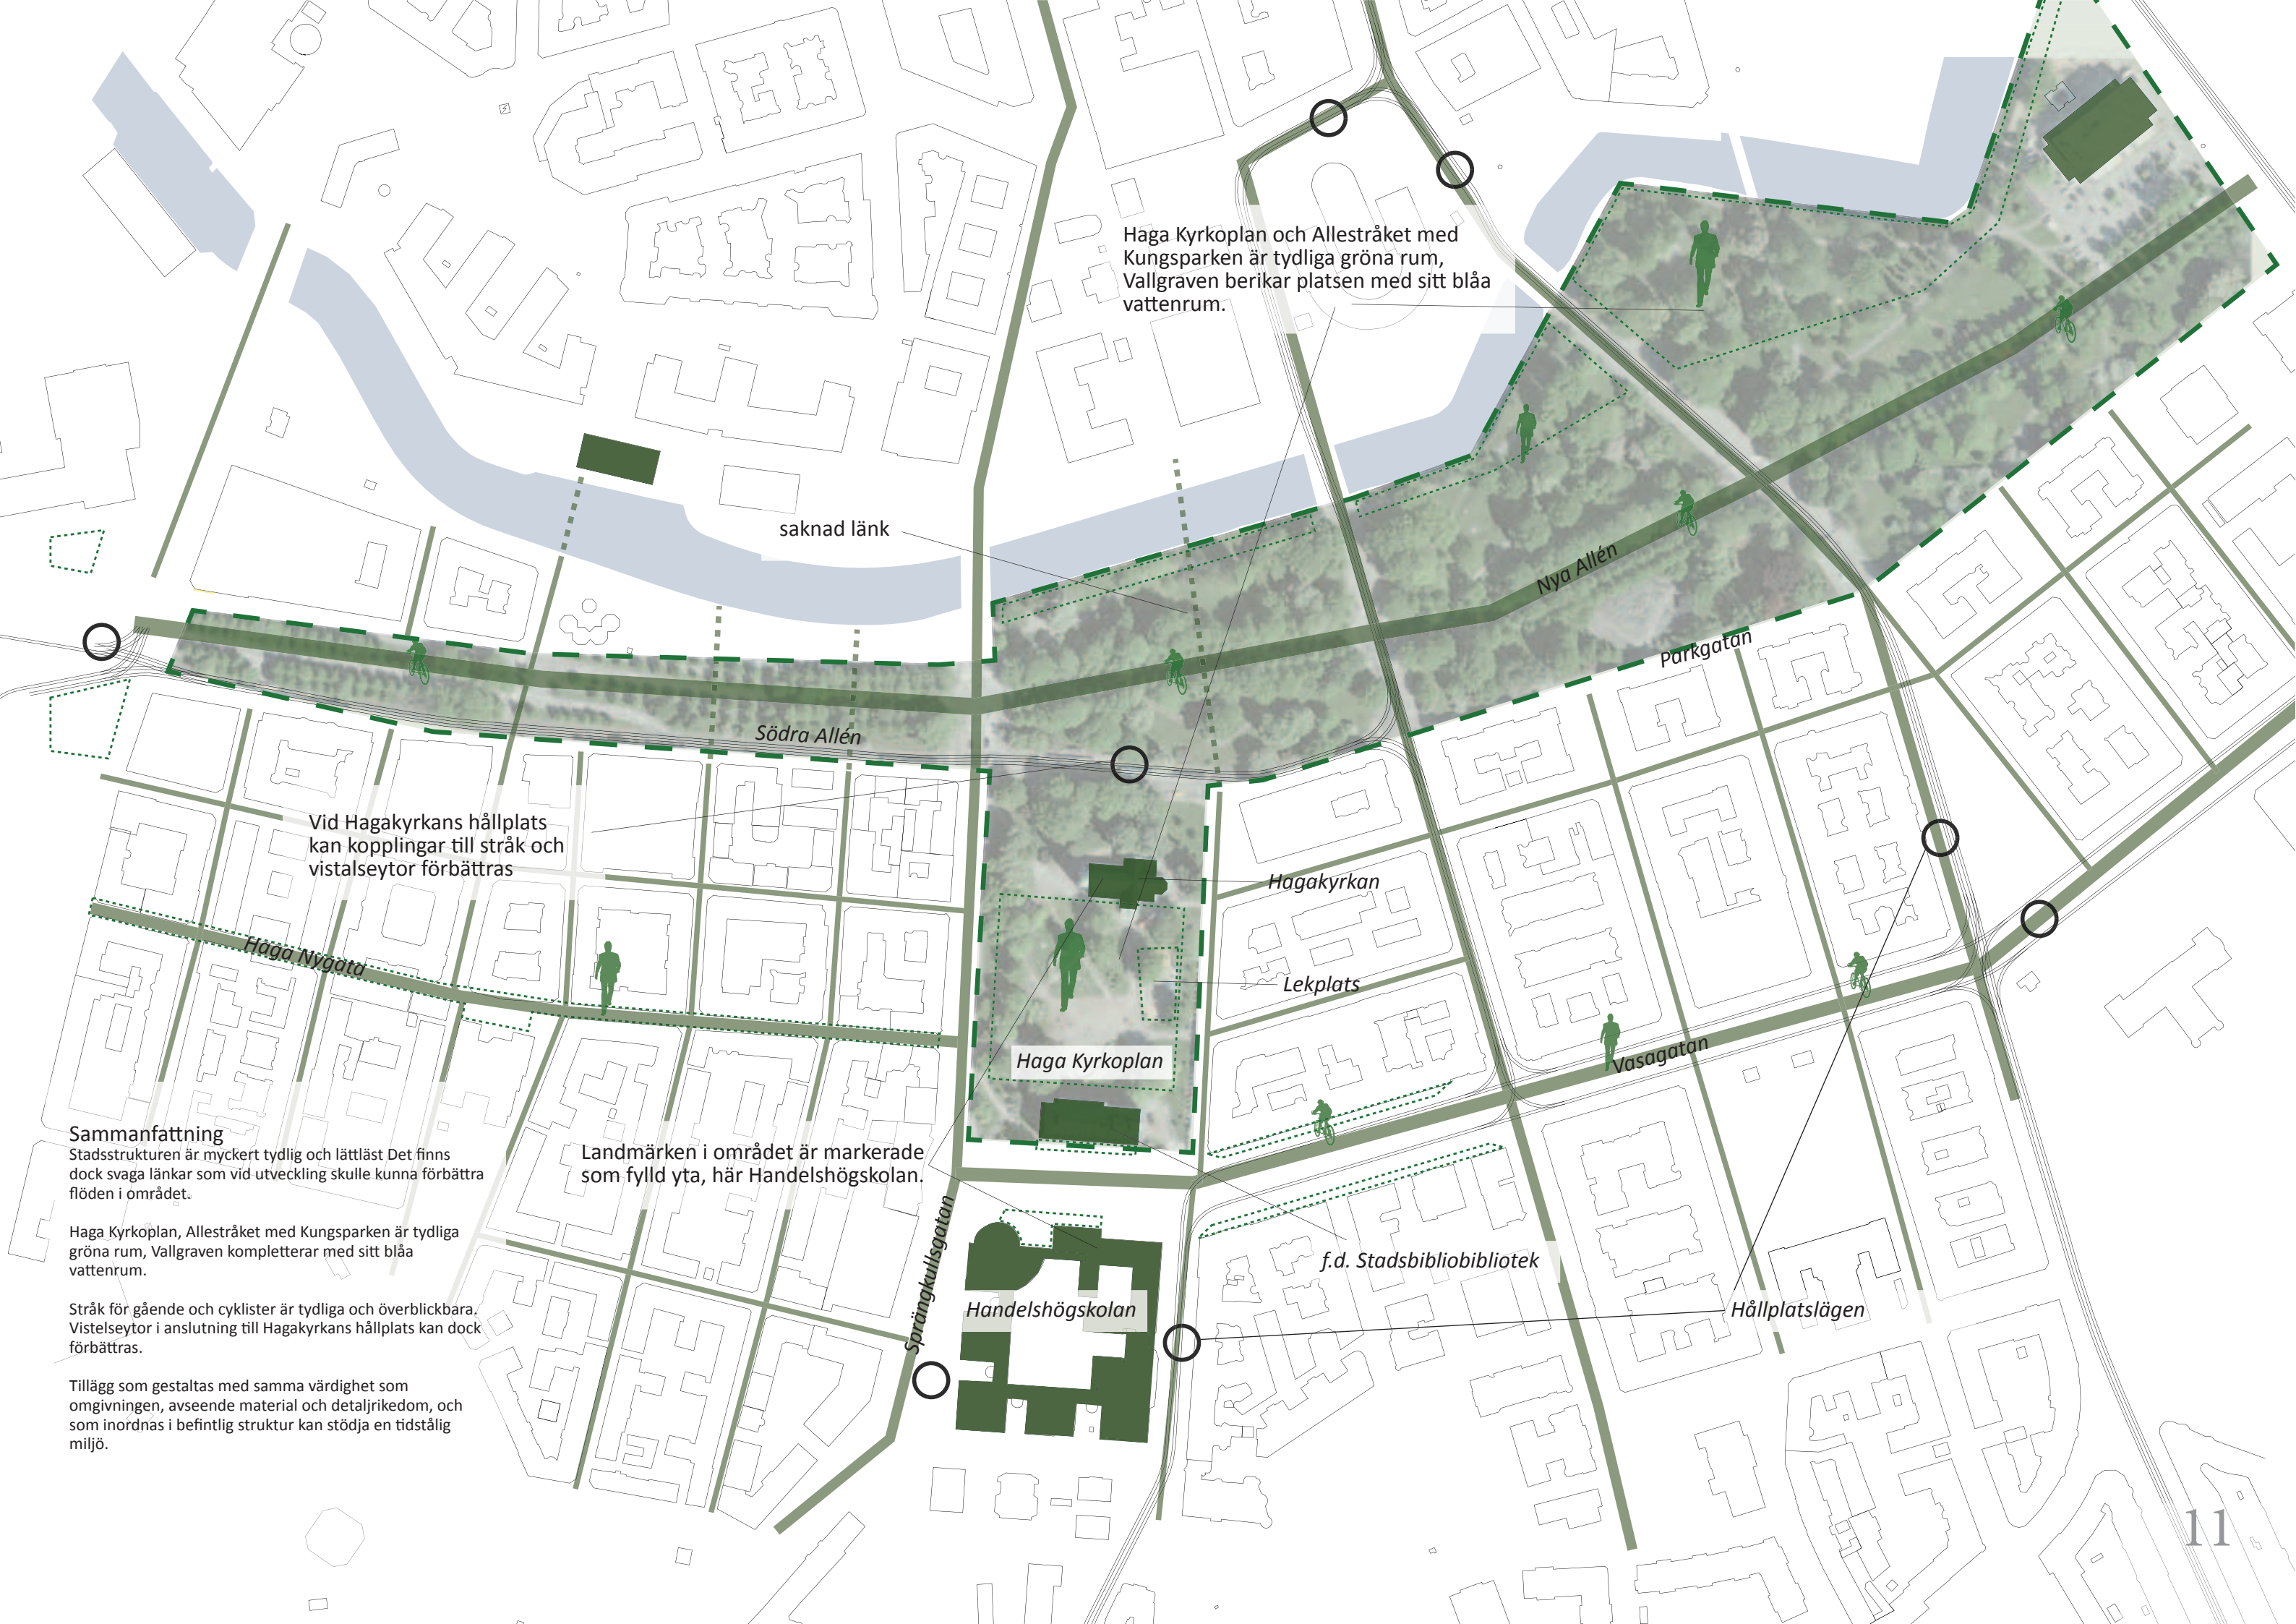 Haga Kyrkoplan och Allestråket med
Kungsparken är tydliga gröna rum,
Vallgraven berikar platsen med sitt blåa
vattenrum.
saknad länk
Nya Allén
Parkgatan
Södra Allén
Vid Hagakyrkans hållplats
kan kopplingar till stråk och
vistalseytor förbättras
Hagakyrkan
Haga Nygata
Lekplats
Haga Kyrkoplan
Vasagatan
Landmärken i området är markerade
som fylld yta, här Handelshögskolan.
Sprängkullsgatan
f.d. Stadsbibliobibliotek
Handelshögskolan
Hållplatslägen
Sammanfattning
Stadsstrukturen är myckert tydlig och lättläst Det finns
dock svaga länkar som vid utveckling skulle kunna förbättra
flöden i området.
Haga Kyrkoplan, Allestråket med Kungsparken är tydliga
gröna rum, Vallgraven kompletterar med sitt blåa
vattenrum.
Stråk för gående och cyklister är tydliga och överblickbara.
Vistelseytor i anslutning till Hagakyrkans hållplats kan dock
förbättras.
Tillägg som gestaltas med samma värdighet som
omgivningen, avseende material och detaljrikedom, och
som inordnas i befintlig struktur kan stödja en tidstålig
miljö.
11